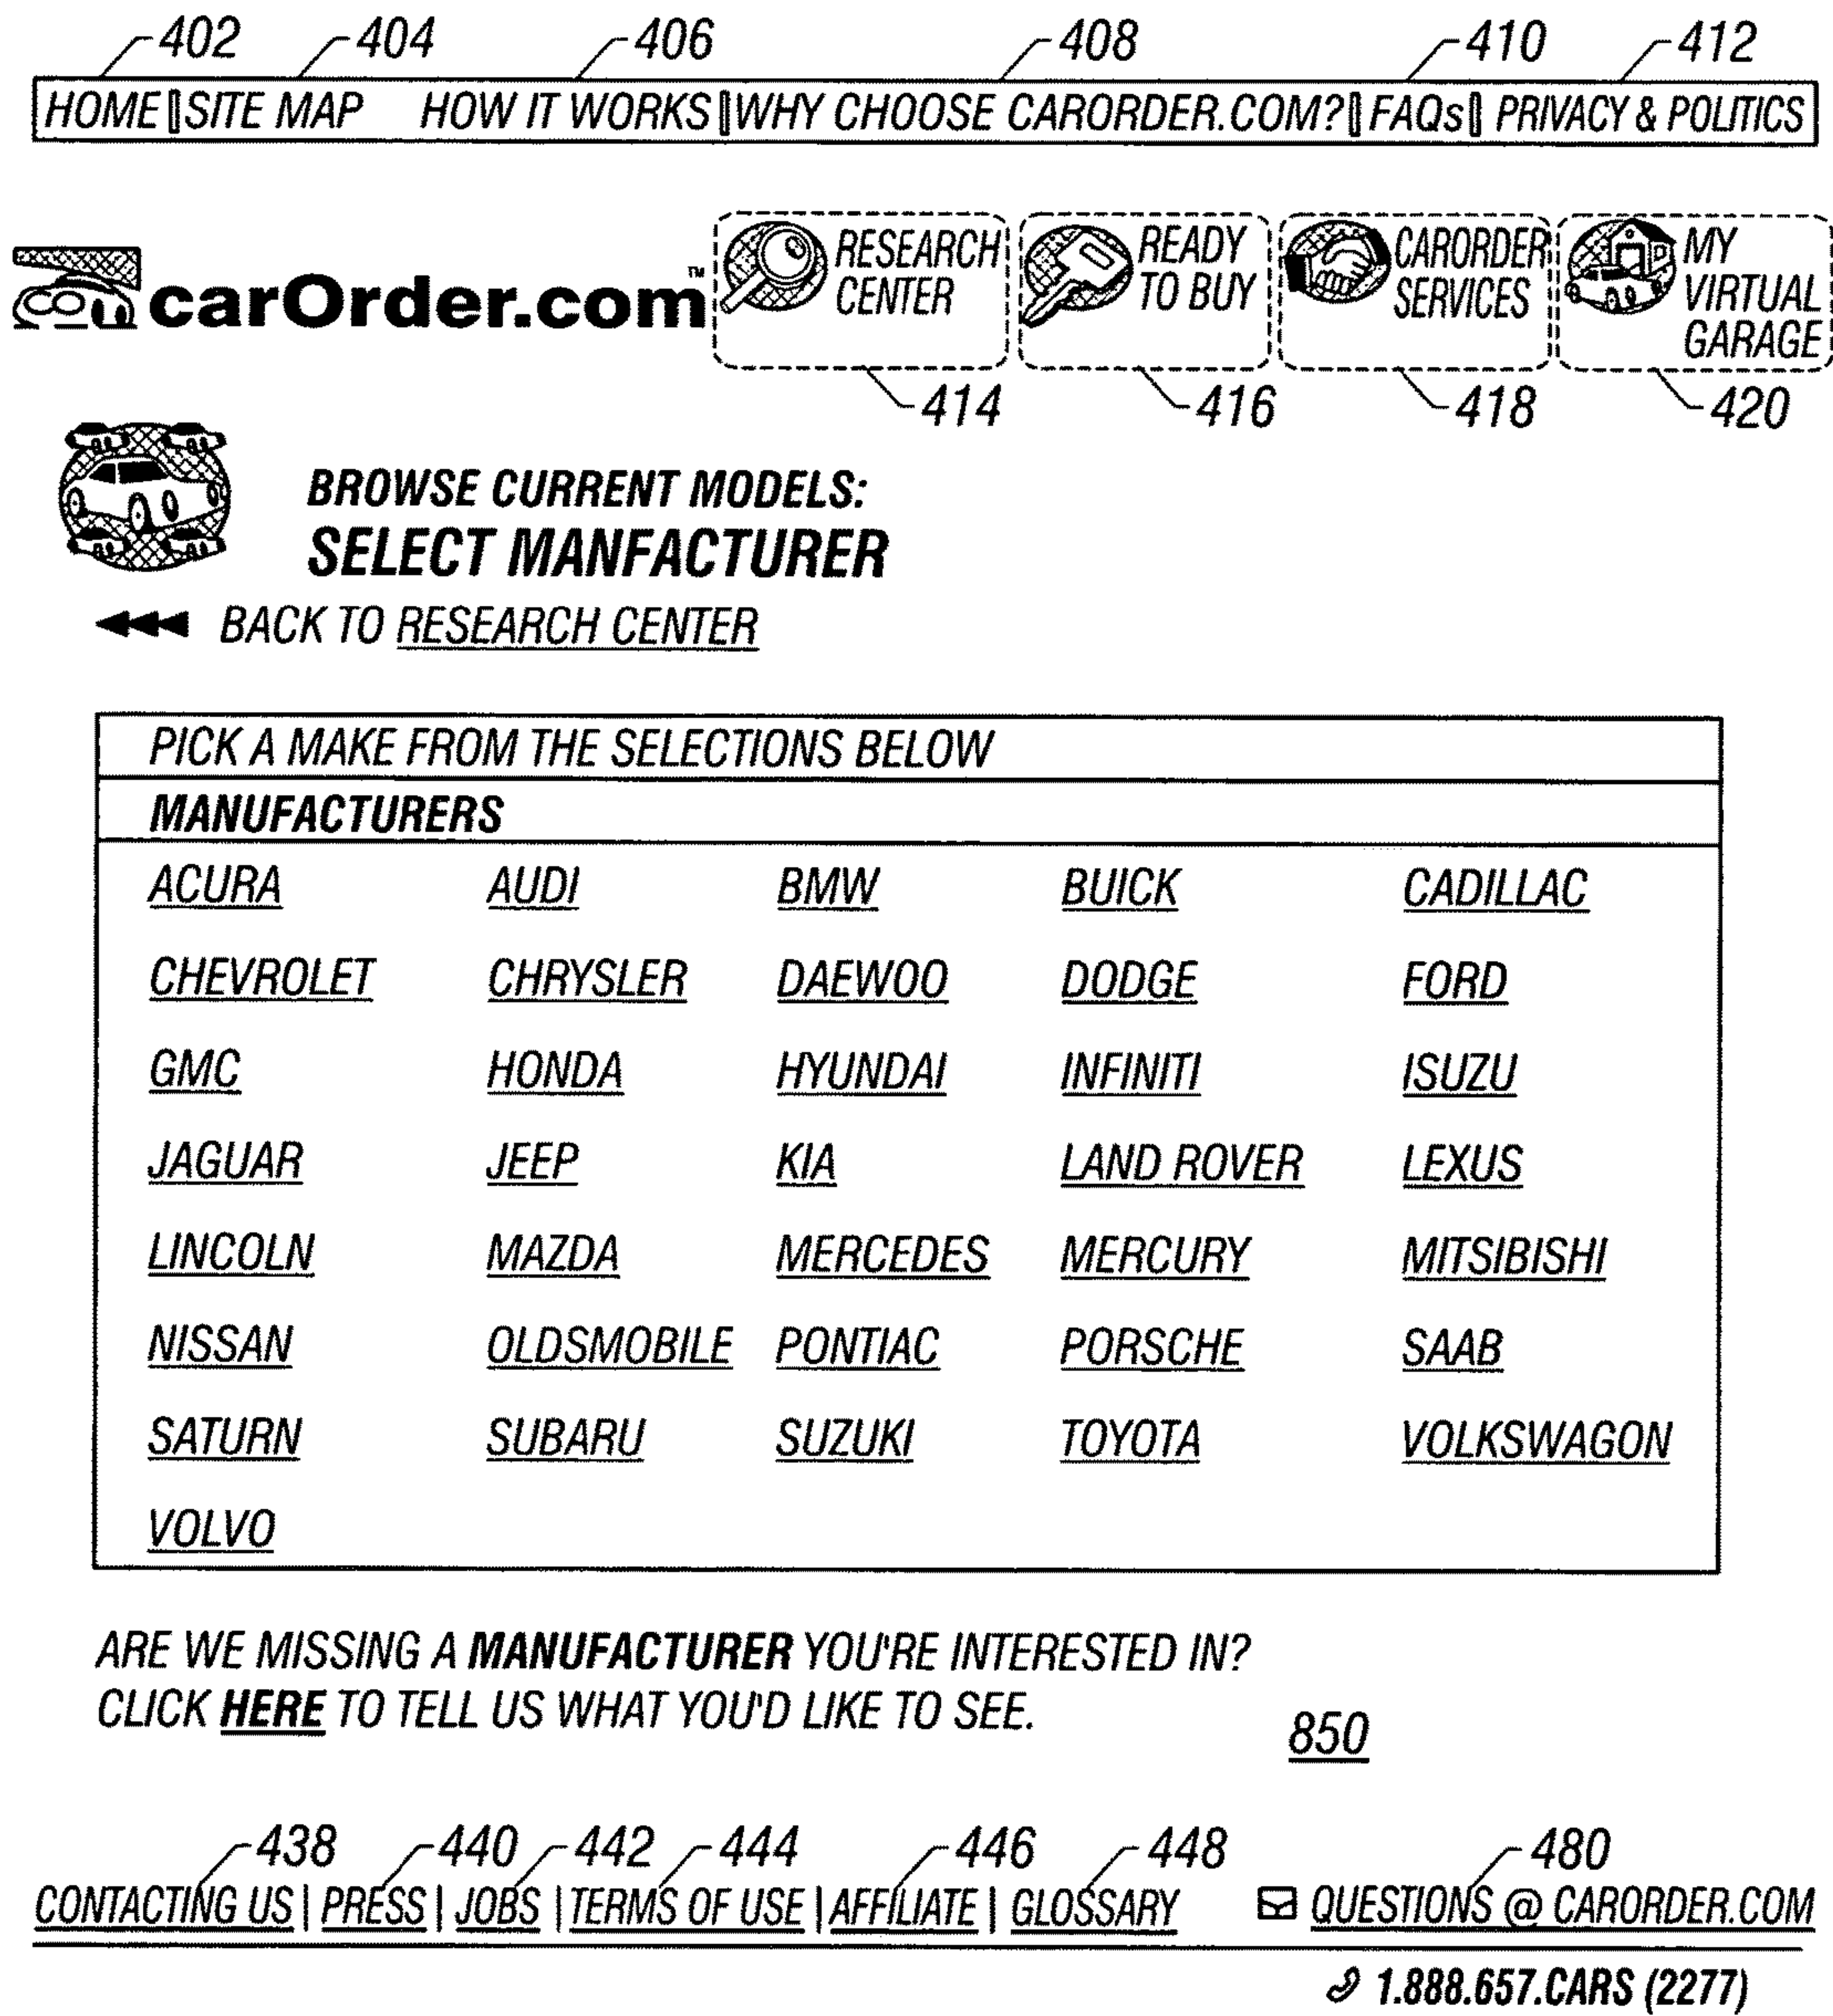 402 404 406 408 410 412
HOME SITE MAP HOW IT WORKS WHY CHOOSE CARORDER.COM? FAQs PRIVACY & POLITICS
carOrder.com™
RESEARCH
CENTER
READY
TO BUY
CARORDER
SERVICES
MY
VIRTUAL
GARAGE
414 416 418 420
BROWSE CURRENT MODELS:
SELECT MANFACTURER
BACK TO RESEARCH CENTER
PICK A MAKE FROM THE SELECTIONS BELOW
MANUFACTURERS
ACURA AUDI BMW BUICK CADILLAC
CHEVROLET CHRYSLER DAEWOO DODGE FORD
GMC HONDA HYUNDAI INFINITI ISUZU
JAGUAR JEEP KIA LAND ROVER LEXUS
LINCOLN MAZDA MERCEDES MERCURY MITSIBISHI
NISSAN OLDSMOBILE PONTIAC PORSCHE SAAB
SATURN SUBARU SUZUKI TOYOTA VOLKSWAGON
VOLVO
ARE WE MISSING A MANUFACTURER YOU'RE INTERESTED IN?
CLICK HERE TO TELL US WHAT YOU'D LIKE TO SEE.
850
438 440 442 444 446 448 480
CONTACTING US | PRESS | JOBS | TERMS OF USE | AFFILIATE | GLOSSARY QUESTIONS @ CARORDER.COM
1.888.657.CARS (2277)